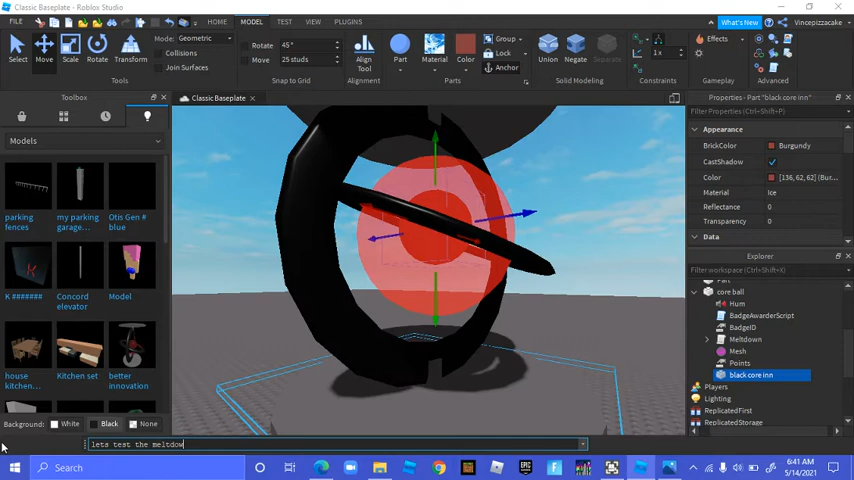 Classic Baseplate - Roblox Studio
FILE HOME MODEL TEST VIEW PLUGINS What's New Vincepizzacake
Select Move Scale Rotate Transform
Mode: Geometric
Collisions
Join Surfaces
Tools
Rotate 45°
Move 25 studs
Snap to Grid
Align Tool
Part Material Color
Group
Lock
Anchor
Parts
Union Negate Separate
Solid Modeling
1 x
Constraints
Effects
Gameplay
Advanced
Toolbox
Models
parking fences
my parking garage...
Otis Gen # blue
K #######
Concord elevator
Model
house kitchen...
Kitchen set
better innovation
Background: White Black None
Classic Baseplate
Properties - Part "black core inn"
Filter Properties (Ctrl+Shift+P)
Appearance
BrickColor Burgundy
CastShadow
Color [136, 62, 62] (Bur...
Material Ice
Reflectance 0
Transparency 0
Data
Explorer
Filter workspace (Ctrl+Shift+X)
core ball
Hum
BadgeAwarderScript
BadgeID
Meltdown
Mesh
Points
black core inn
Players
Lighting
ReplicatedFirst
ReplicatedStorage
lets test the meltdow
Search
6:41 AM
5/14/2021